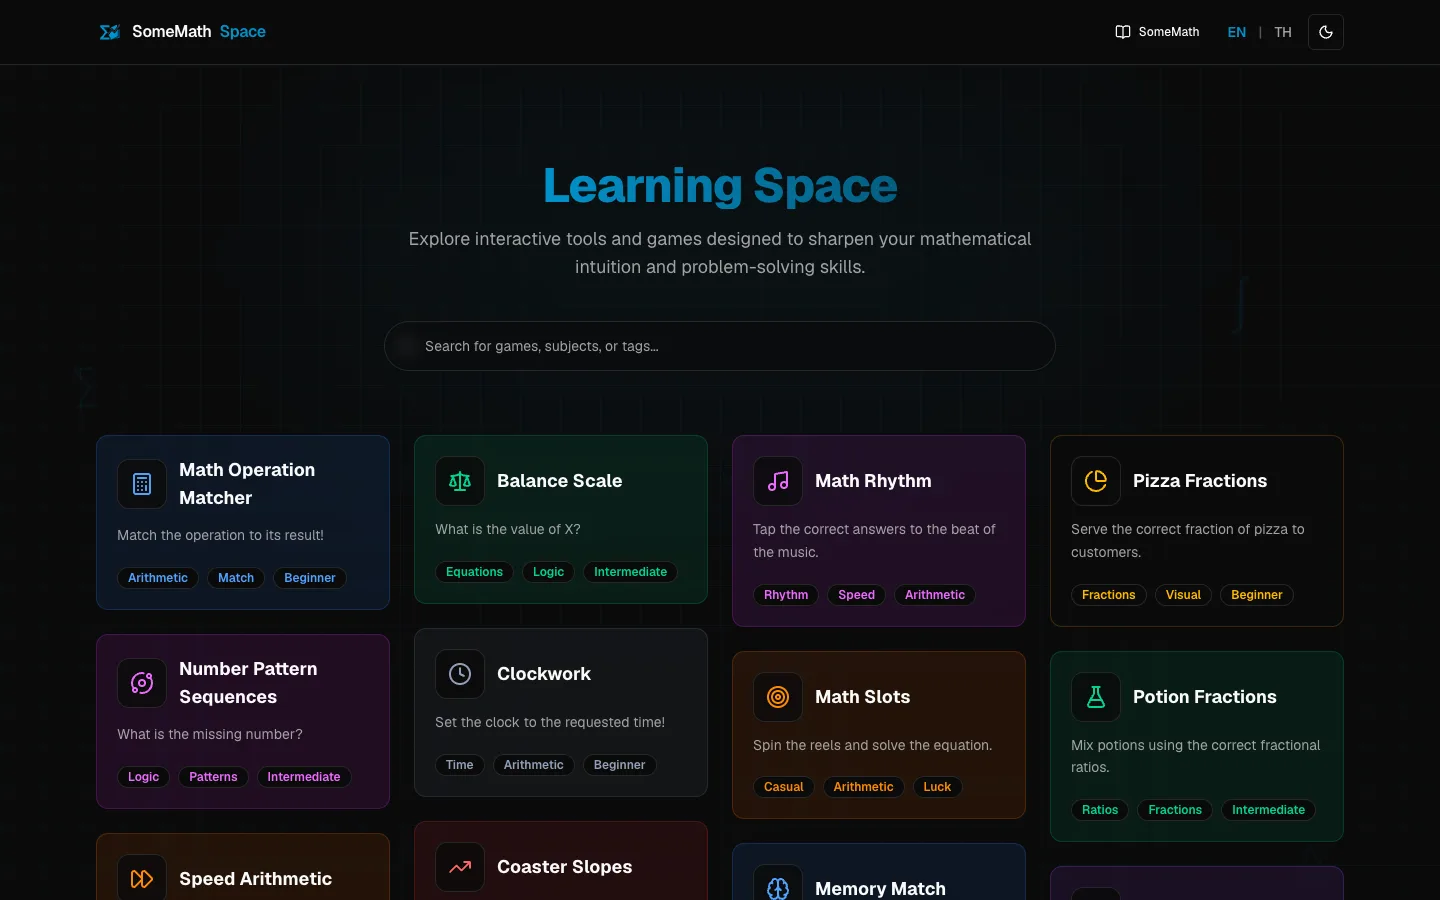 SomeMath Space
SomeMath
EN | TH
Learning Space
Explore interactive tools and games designed to sharpen your mathematical
intuition and problem-solving skills.
Search for games, subjects, or tags...
Math Operation
Matcher
Match the operation to its result!
Arithmetic
Match
Beginner
Balance Scale
What is the value of X?
Equations
Logic
Intermediate
Math Rhythm
Tap the correct answers to the beat of
the music.
Rhythm
Speed
Arithmetic
Pizza Fractions
Serve the correct fraction of pizza to
customers.
Fractions
Visual
Beginner
Number Pattern
Sequences
What is the missing number?
Logic
Patterns
Intermediate
Clockwork
Set the clock to the requested time!
Time
Arithmetic
Beginner
Math Slots
Spin the reels and solve the equation.
Casual
Arithmetic
Luck
Potion Fractions
Mix potions using the correct fractional
ratios.
Ratios
Fractions
Intermediate
Speed Arithmetic
Coaster Slopes
Memory Match